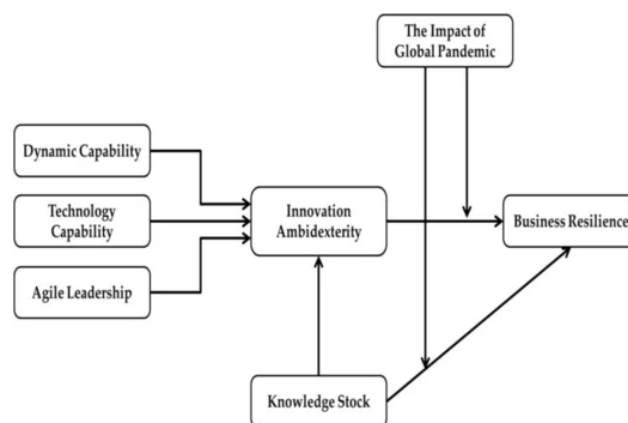 The Impact of
Global Pandemic
Dynamic Capability
Technology
Capability
Agile Leadership
Innovation
Ambidexterity
Business Resilience
Knowledge Stock